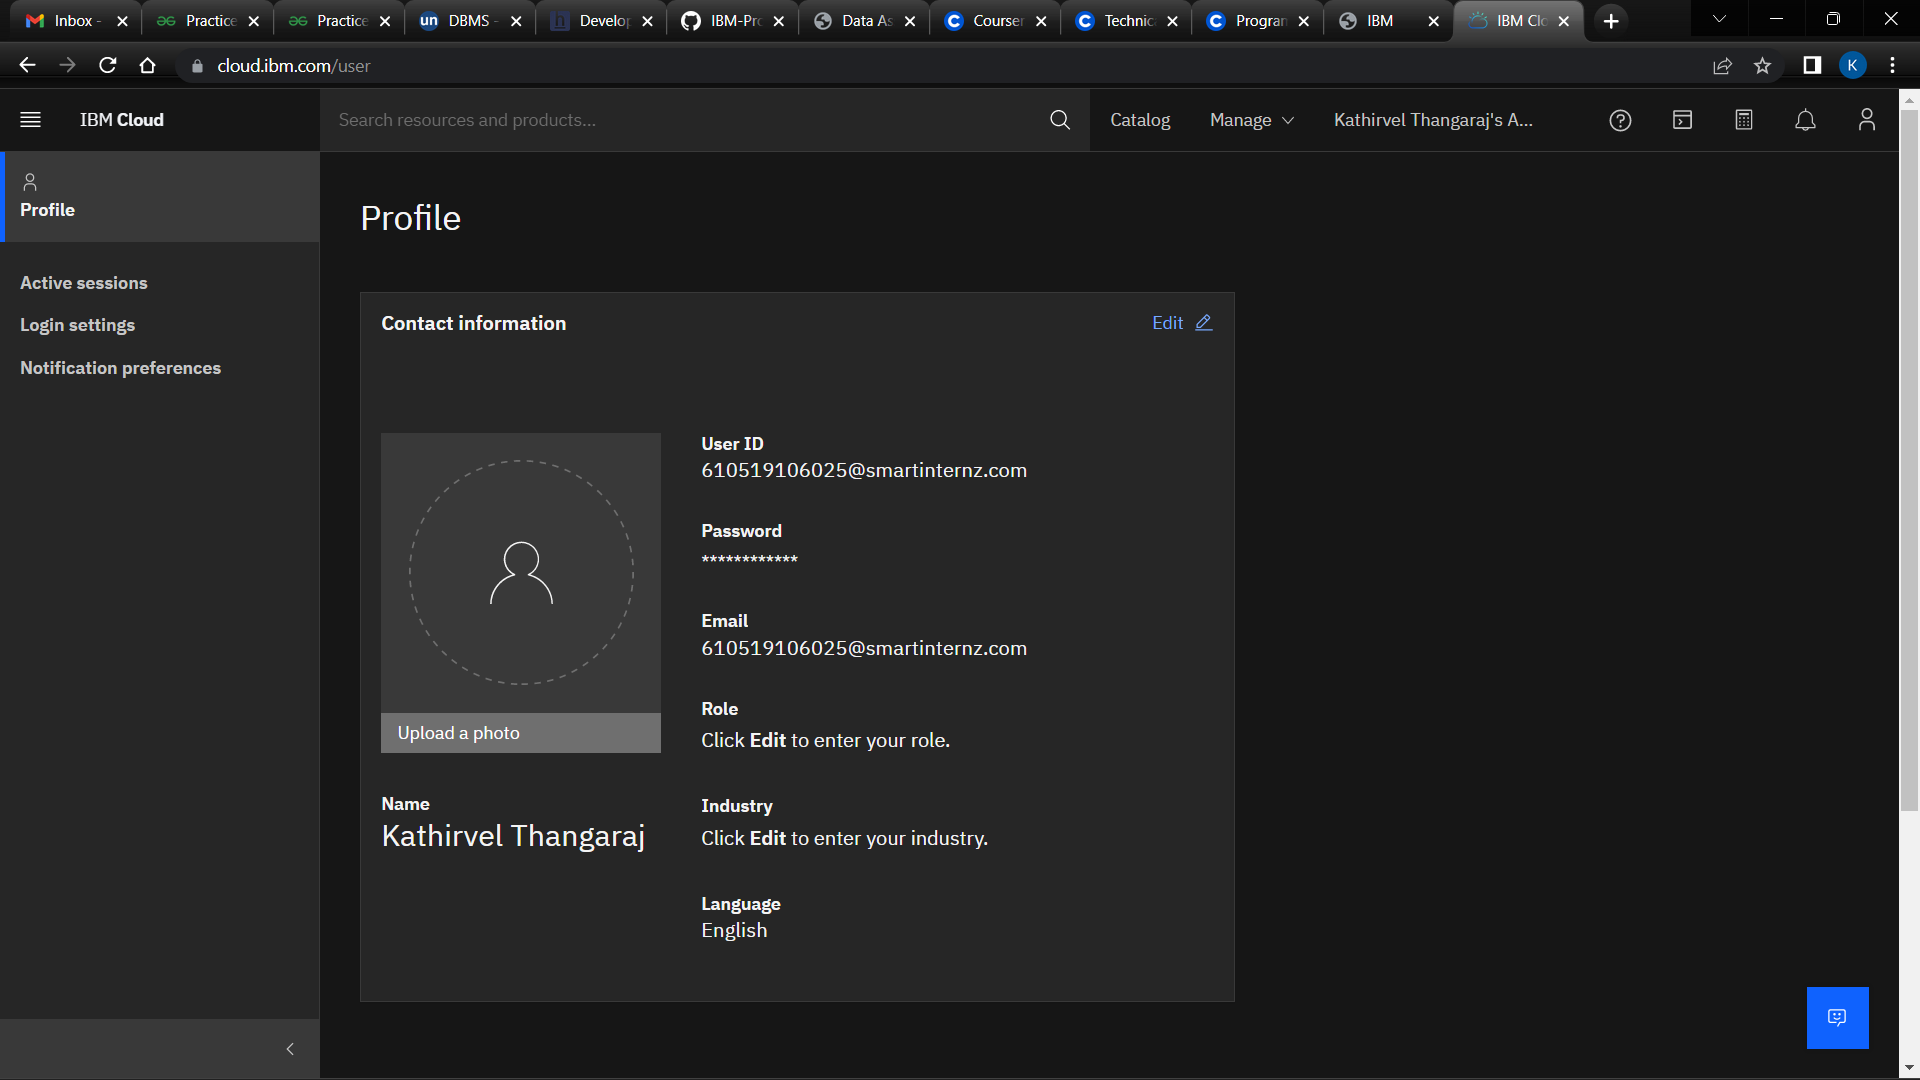 Inbox -
Practice
Practice
un DBMS -
h Develop
IBM-Pro
Data As
C Courser
C Technic
C Program
IBM
IBM Clo
cloud.ibm.com/user
K
IBM Cloud
Search resources and products...
Catalog
Manage
Kathirvel Thangaraj's A...
Profile
Active sessions
Login settings
Notification preferences
Profile
Contact information
Edit
Upload a photo
Name
Kathirvel Thangaraj
User ID
610519106025@smartinternz.com
Password
************
Email
610519106025@smartinternz.com
Role
Click Edit to enter your role.
Industry
Click Edit to enter your industry.
Language
English